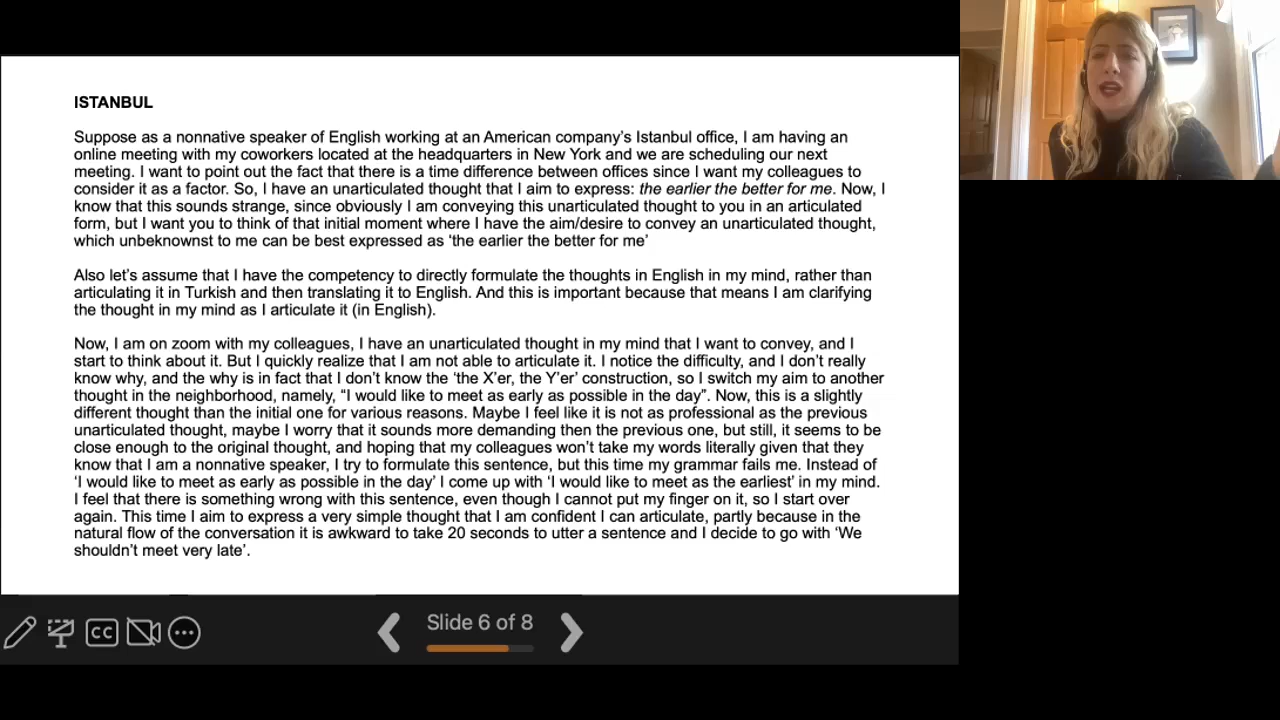 ISTANBUL
Suppose as a nonnative speaker of English working at an American company's Istanbul office, I am having an
online meeting with my coworkers located at the headquarters in New York and we are scheduling our next
meeting. I want to point out the fact that there is a time difference between offices since I want my colleagues to
consider it as a factor. So, I have an unarticulated thought that I aim to express: the earlier the better for me. Now, I
know that this sounds strange, since obviously I am conveying this unarticulated thought to you in an articulated
form, but I want you to think of that initial moment where I have the aim/desire to convey an unarticulated thought,
which unbeknownst to me can be best expressed as 'the earlier the better for me'
Also let's assume that I have the competency to directly formulate the thoughts in English in my mind, rather than
articulating it in Turkish and then translating it to English. And this is important because that means I am clarifying
the thought in my mind as I articulate it (in English).
Now, I am on zoom with my colleagues, I have an unarticulated thought in my mind that I want to convey, and I
start to think about it. But I quickly realize that I am not able to articulate it. I notice the difficulty, and I don't really
know why, and the why is in fact that I don't know the 'the X'er, the Y'er' construction, so I switch my aim to another
thought in the neighborhood, namely, "I would like to meet as early as possible in the day". Now, this is a slightly
different thought than the initial one for various reasons. Maybe I feel like it is not as professional as the previous
unarticulated thought, maybe I worry that it sounds more demanding then the previous one, but still, it seems to be
close enough to the original thought, and hoping that my colleagues won't take my words literally given that they
know that I am a nonnative speaker, I try to formulate this sentence, but this time my grammar fails me. Instead of
'I would like to meet as early as possible in the day' I come up with 'I would like to meet as the earliest' in my mind.
I feel that there is something wrong with this sentence, even though I cannot put my finger on it, so I start over
again. This time I aim to express a very simple thought that I am confident I can articulate, partly because in the
natural flow of the conversation it is awkward to take 20 seconds to utter a sentence and I decide to go with 'We
shouldn't meet very late'.
CC
Slide 6 of 8